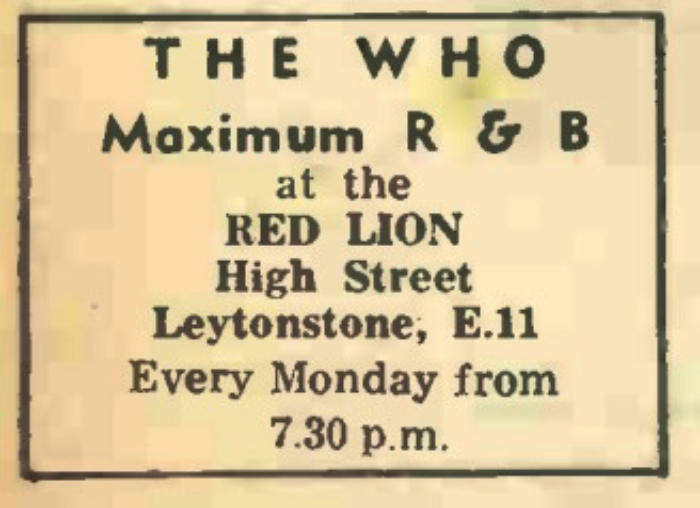 THE WHO
Maximum R & B
at the
RED LION
High Street
Leytonstone, E.11
Every Monday from
7.30 p.m.